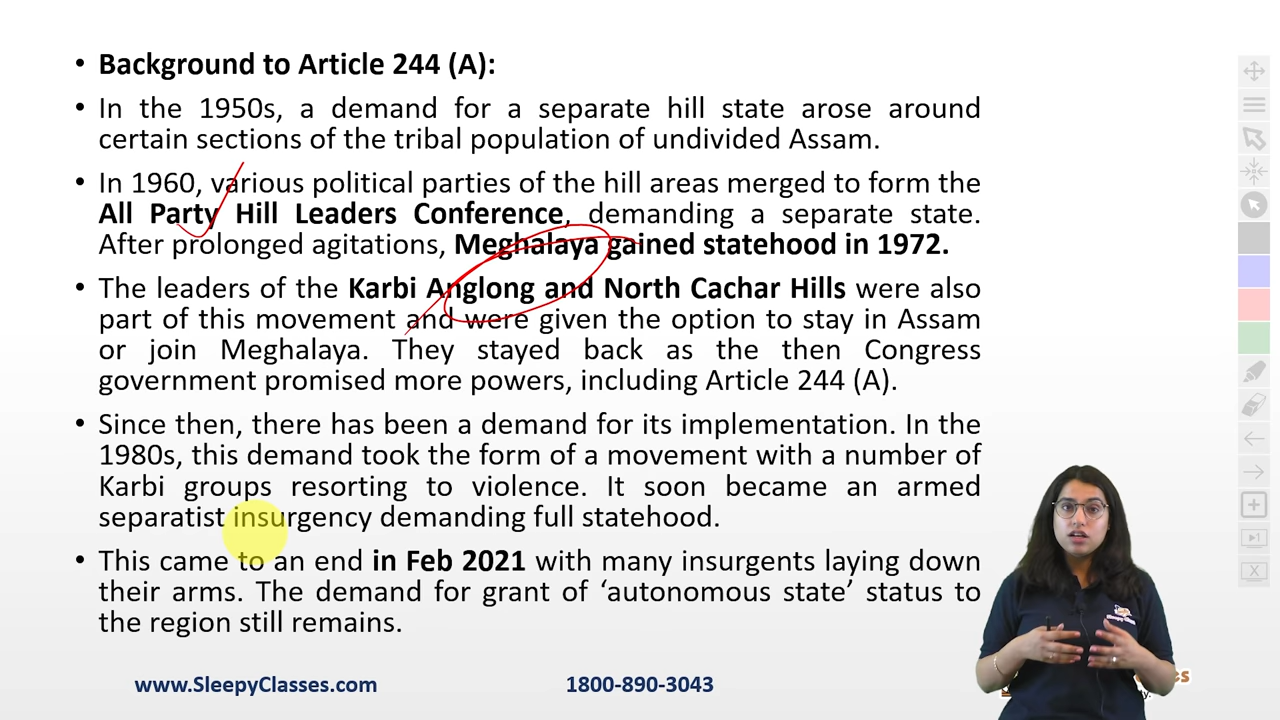 • Background to Article 244 (A):
• In the 1950s, a demand for a separate hill state arose around
certain sections of the tribal population of undivided Assam.
• In 1960, various political parties of the hill areas merged to form the
All Party Hill Leaders Conference, demanding a separate state.
After prolonged agitations, Meghalaya gained statehood in 1972.
• The leaders of the Karbi Anglong and North Cachar Hills were also
part of this movement and were given the option to stay in Assam
or join Meghalaya. They stayed back as the then Congress
government promised more powers, including Article 244 (A).
• Since then, there has been a demand for its implementation. In the
1980s, this demand took the form of a movement with a number of
Karbi groups resorting to violence. It soon became an armed
separatist insurgency demanding full statehood.
• This came to an end in Feb 2021 with many insurgents laying down
their arms. The demand for grant of ‘autonomous state’ status to
the region still remains.
www.SleepyClasses.com 1800-890-3043